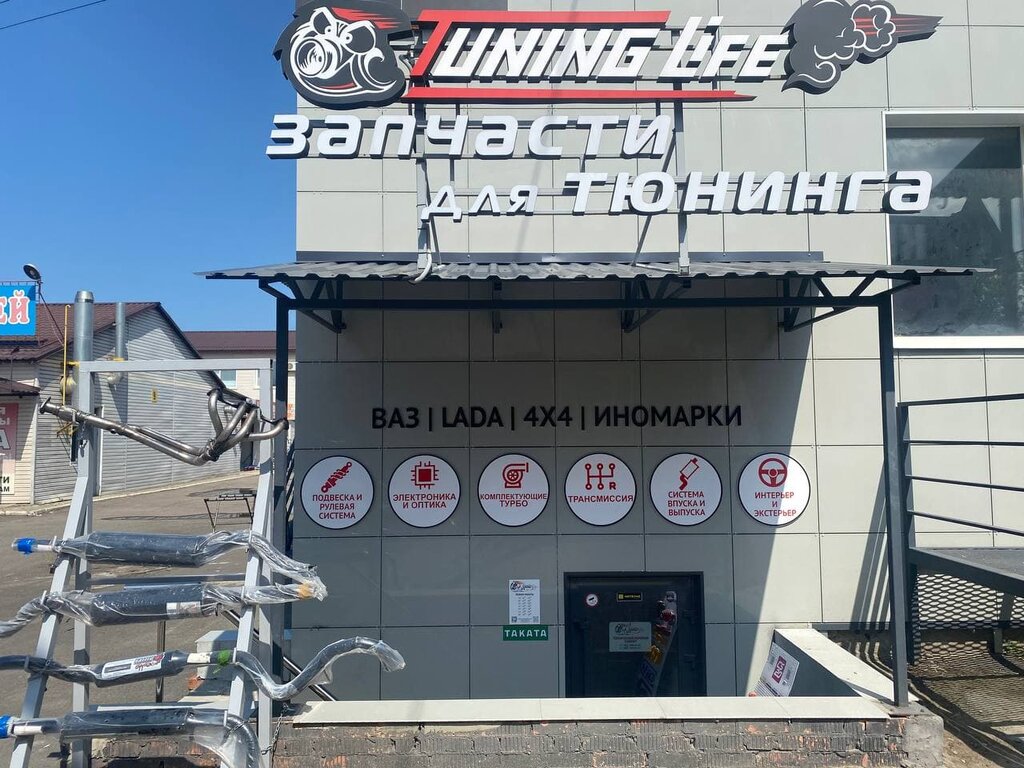 TUNING LIFE
запчасти
для тюнинга
ЕЙ
ВАЗ | LADA | 4X4 | ИНОМАРКИ
ПОДВЕСКА И
РУЛЕВАЯ
СИСТЕМА
ЭЛЕКТРОНИКА
И ОПТИКА
КОМПЛЕКТУЮЩИЕ
ТУРБО
R
ТРАНСМИССИЯ
СИСТЕМА
ВПУСКА И
ВЫПУСКА
ИНТЕРЬЕР
И
ЭКСТЕРЬЕР
TAKATA